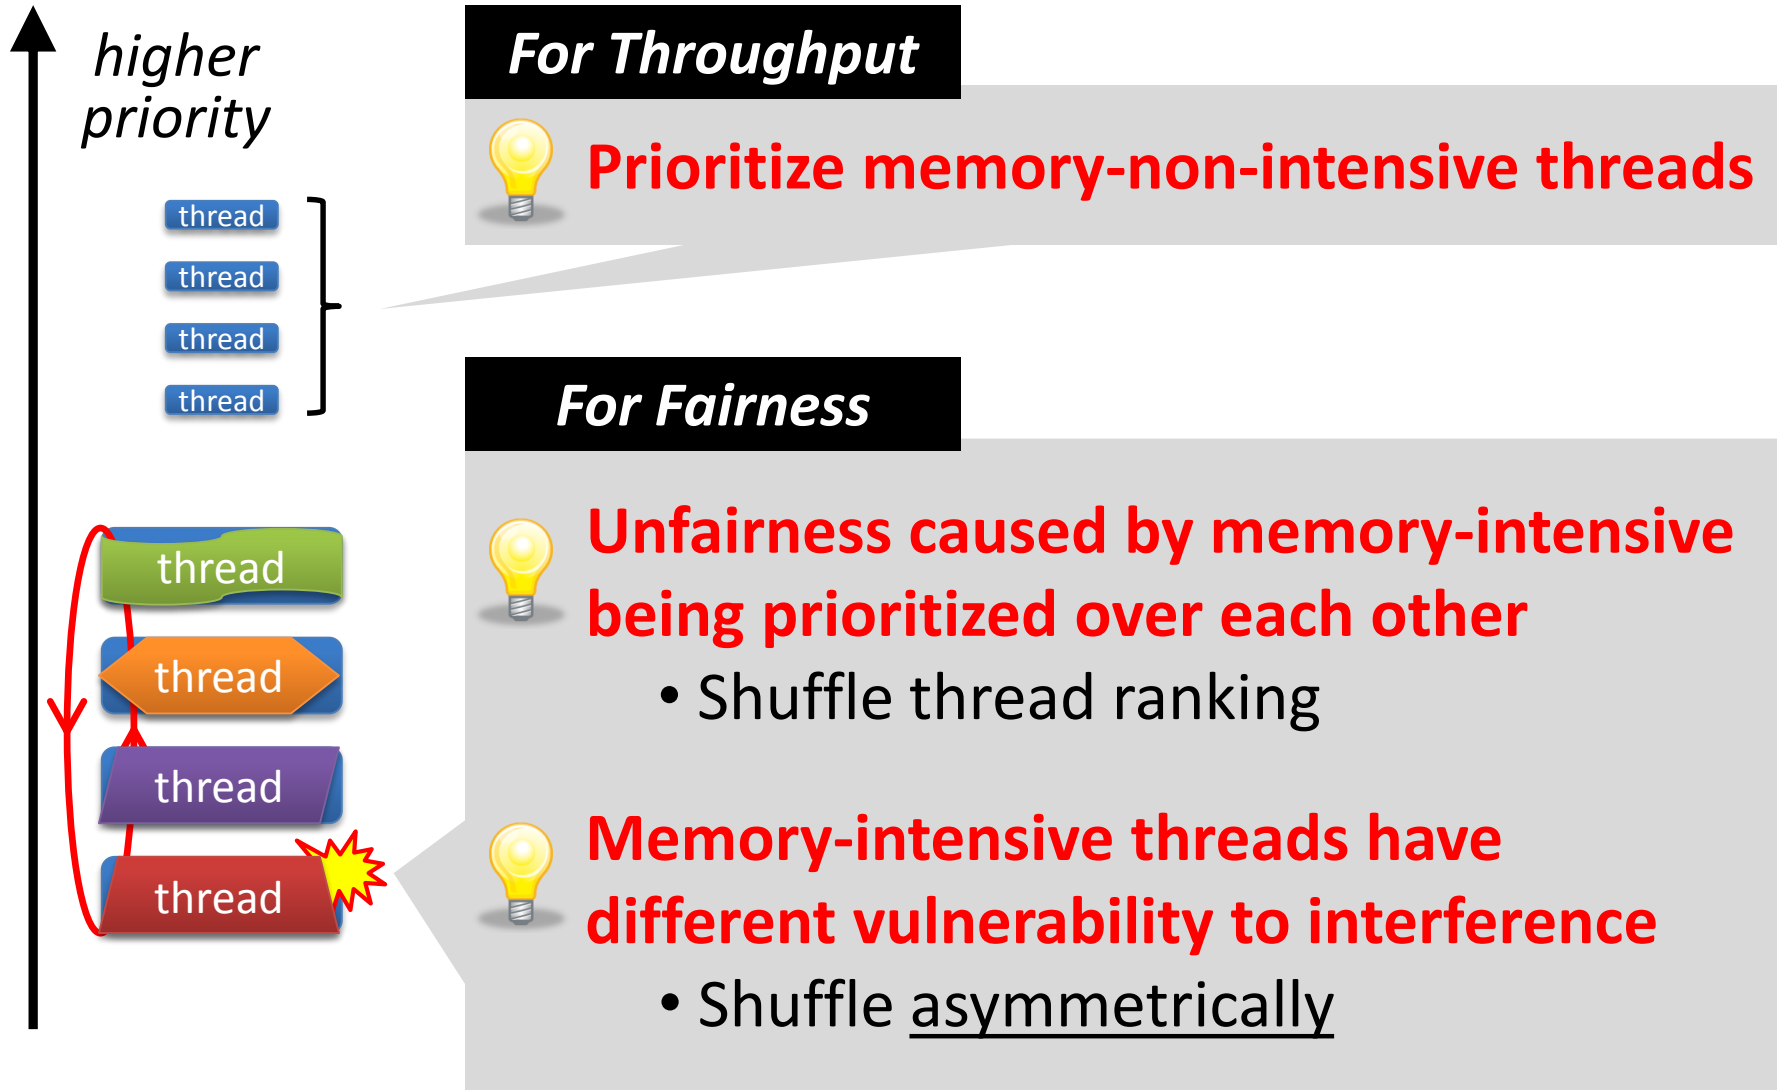 higher
priority
thread
thread
thread
thread
thread
thread
thread
thread
For Throughput
Prioritize memory-non-intensive threads
For Fairness
Unfairness caused by memory-intensive
being prioritized over each other
• Shuffle thread ranking
Memory-intensive threads have
different vulnerability to interference
• Shuffle asymmetrically